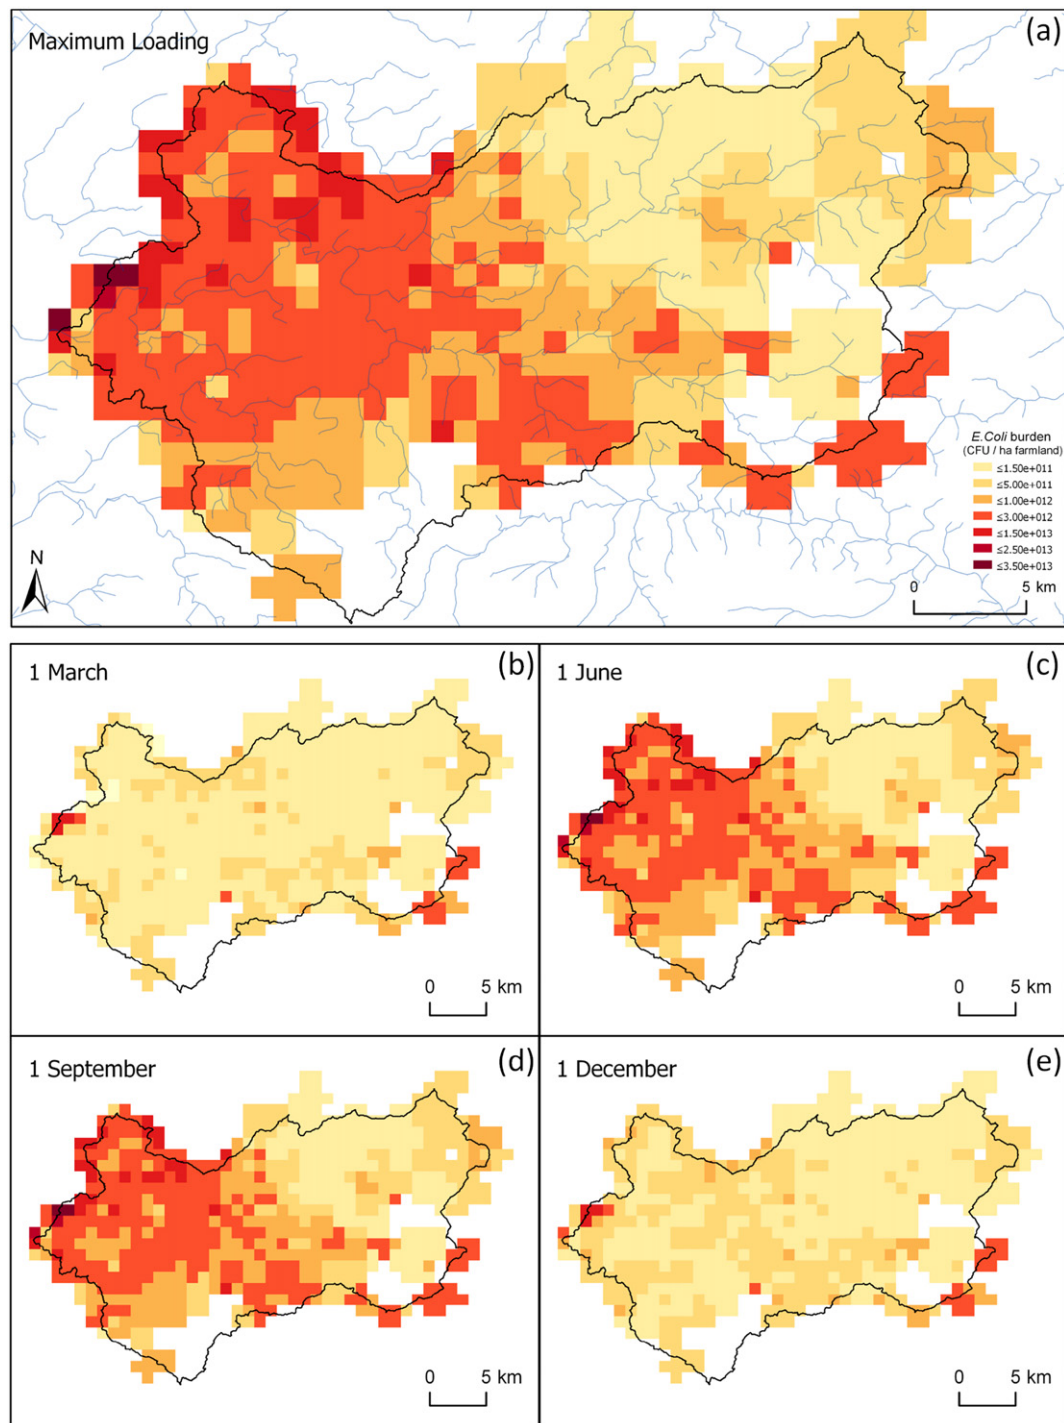 Maximum Loading
(a)
E.Coli burden
(CFU / ha farmland)
≤1.50e+011
≤5.00e+011
≤1.00e+012
≤3.00e+012
≤1.50e+013
≤2.50e+013
≤3.50e+013
N
0 5 km
1 March
(b)
0 5 km
1 June
(c)
0 5 km
1 September
(d)
0 5 km
1 December
(e)
0 5 km